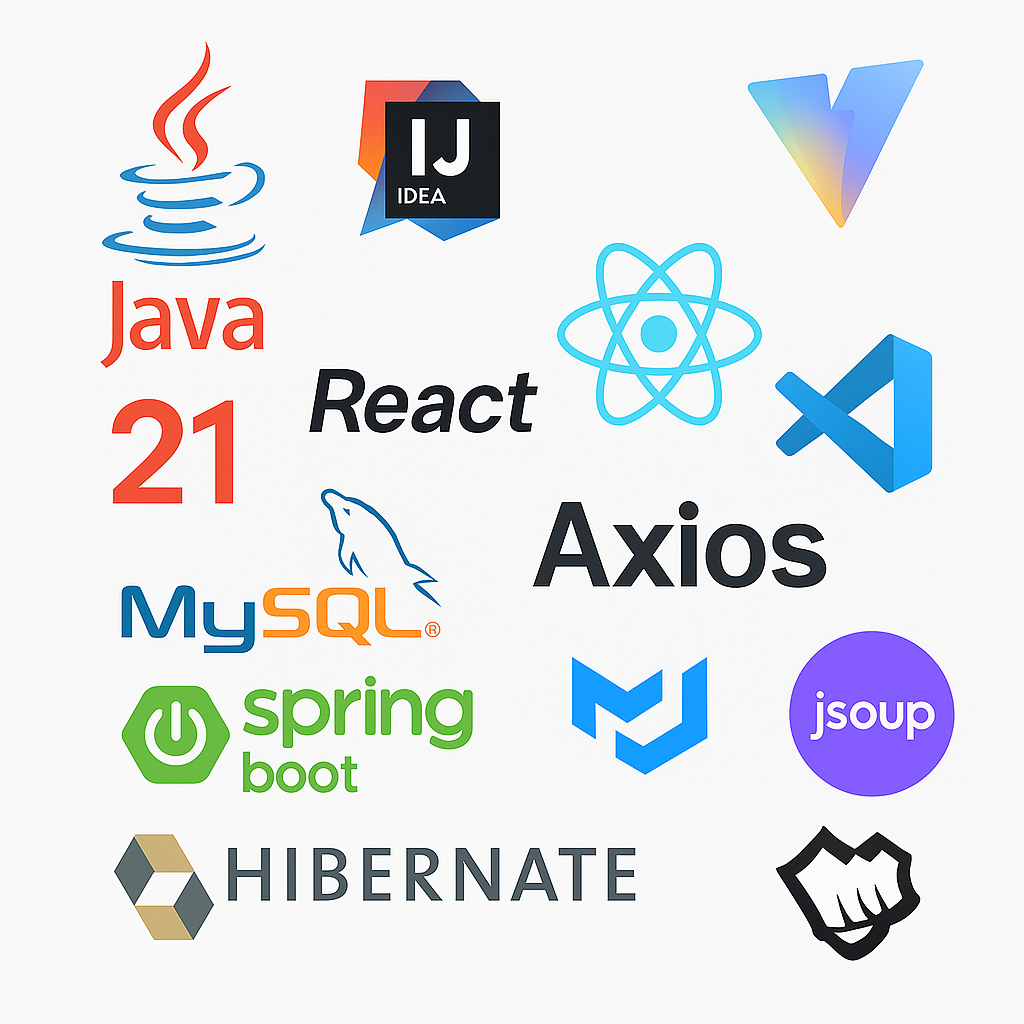 IJ
IDEA
Java
21
React
Axios
MySQL®
spring
boot
jsoup
HIBERNATE